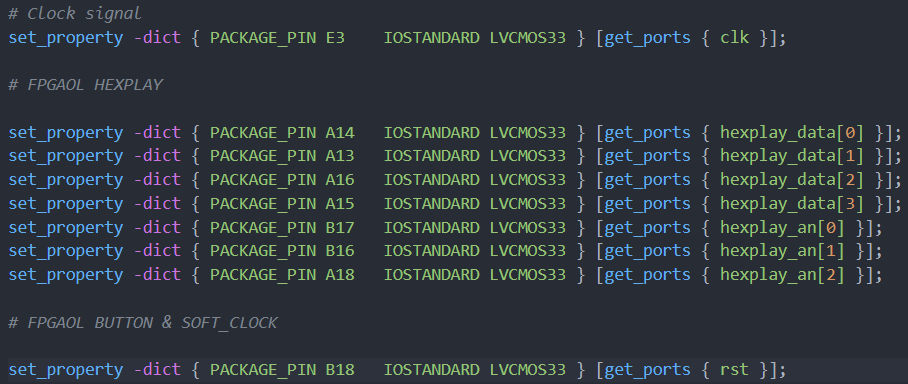 # Clock signal
set_property -dict { PACKAGE_PIN E3    IOSTANDARD LVCMOS33 } [get_ports { clk }];
# FPGAOL HEXPLAY
set_property -dict { PACKAGE_PIN A14   IOSTANDARD LVCMOS33 } [get_ports { hexplay_data[0] }];
set_property -dict { PACKAGE_PIN A13   IOSTANDARD LVCMOS33 } [get_ports { hexplay_data[1] }];
set_property -dict { PACKAGE_PIN A16   IOSTANDARD LVCMOS33 } [get_ports { hexplay_data[2] }];
set_property -dict { PACKAGE_PIN A15   IOSTANDARD LVCMOS33 } [get_ports { hexplay_data[3] }];
set_property -dict { PACKAGE_PIN B17   IOSTANDARD LVCMOS33 } [get_ports { hexplay_an[0] }];
set_property -dict { PACKAGE_PIN B16   IOSTANDARD LVCMOS33 } [get_ports { hexplay_an[1] }];
set_property -dict { PACKAGE_PIN A18   IOSTANDARD LVCMOS33 } [get_ports { hexplay_an[2] }];
# FPGAOL BUTTON & SOFT_CLOCK
set_property -dict { PACKAGE_PIN B18   IOSTANDARD LVCMOS33 } [get_ports { rst }];